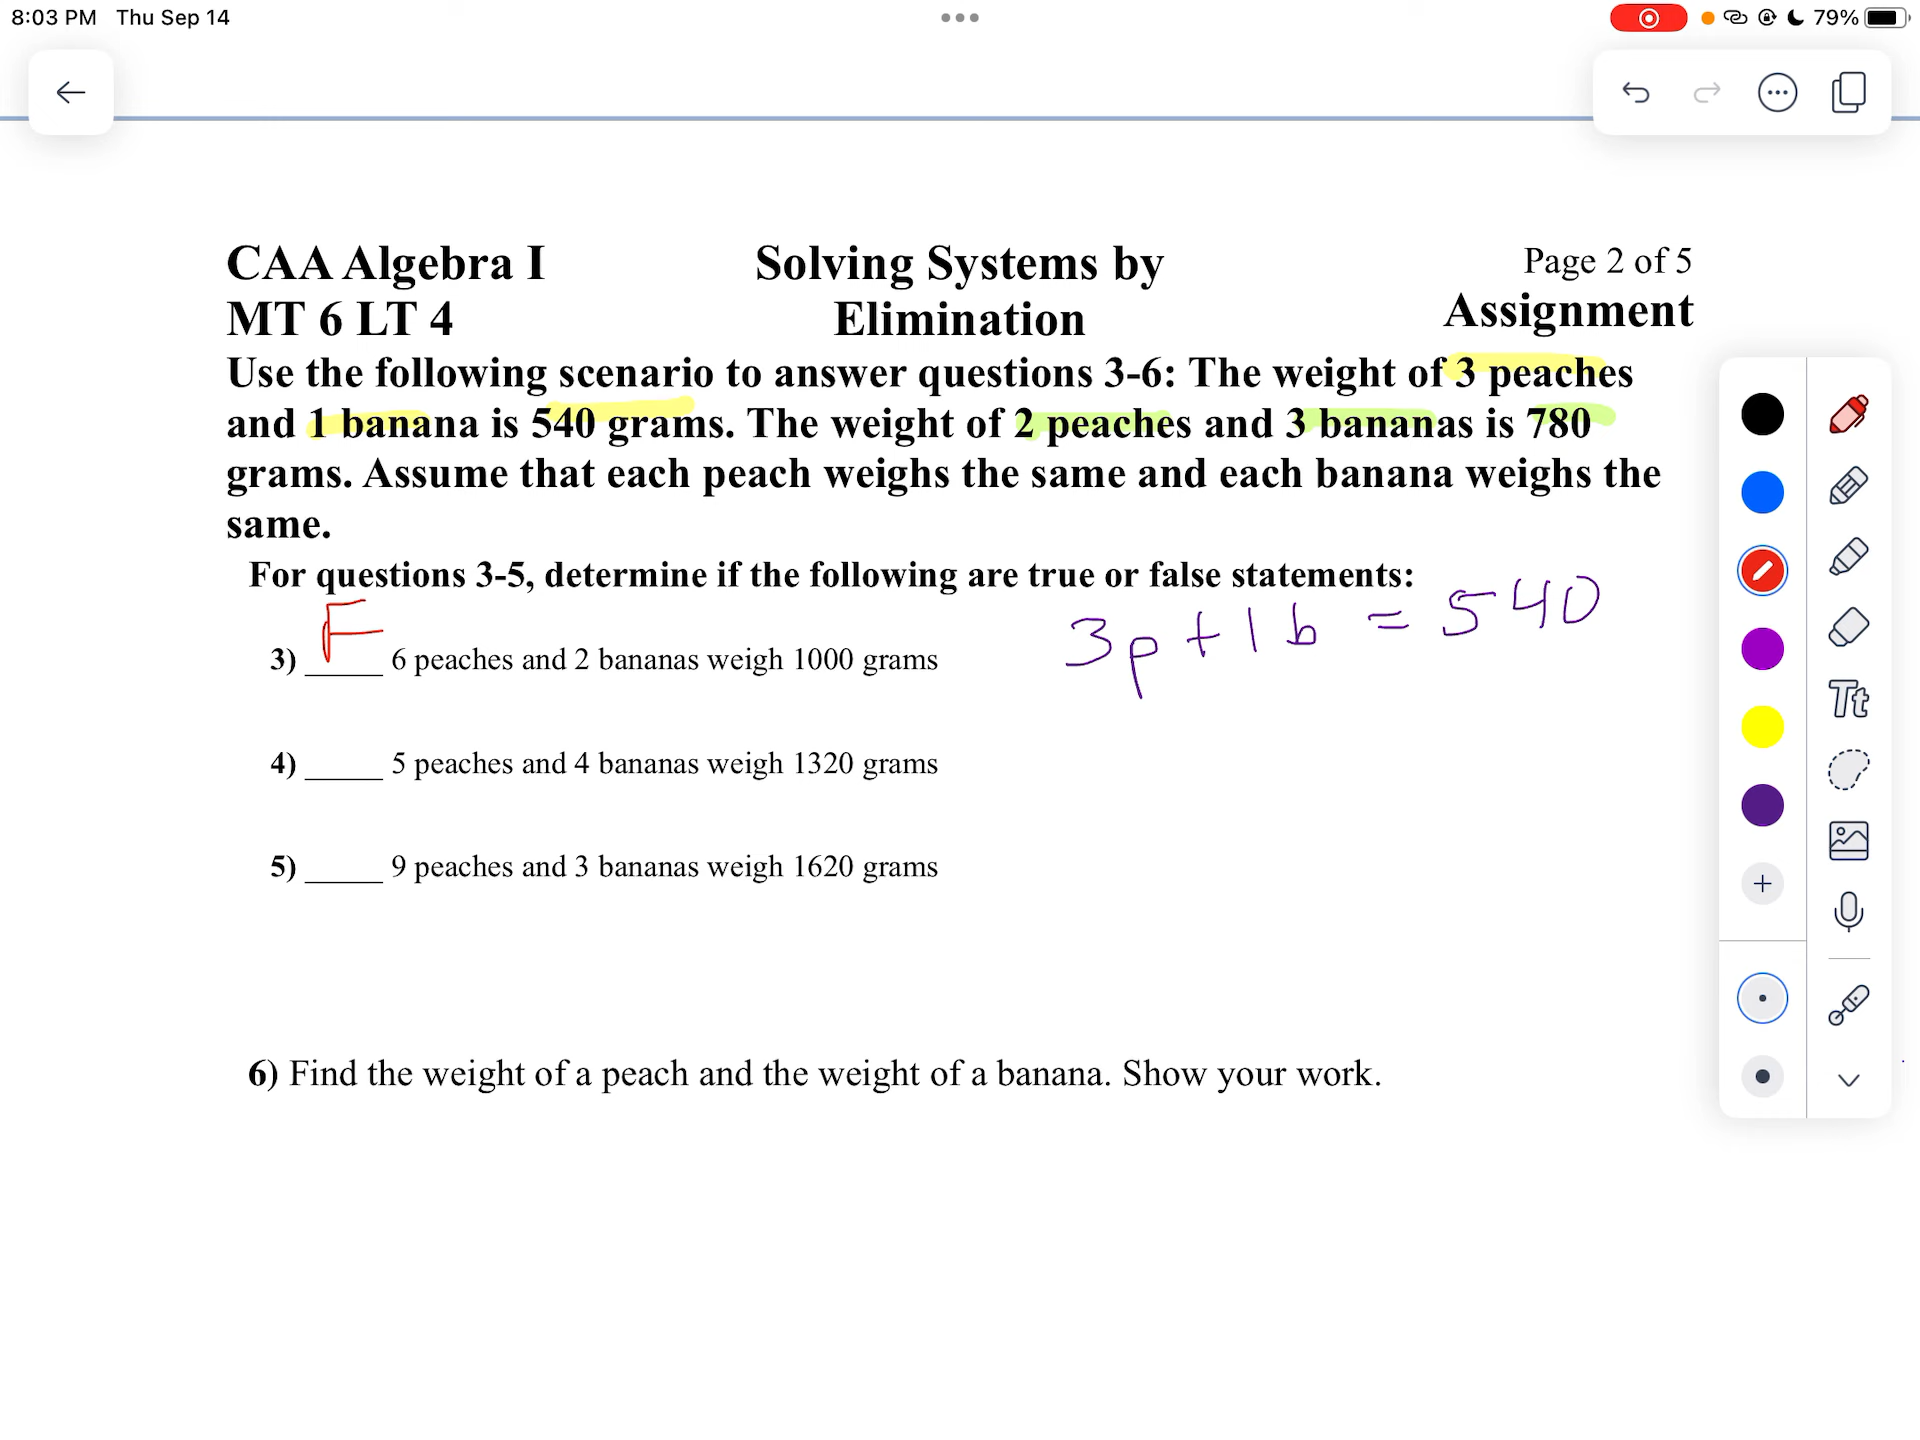 8:03 PM Thu Sep 14
79%
CAA Algebra I Solving Systems by Page 2 of 5
MT 6 LT 4 Elimination Assignment
Use the following scenario to answer questions 3-6: The weight of 3 peaches
and 1 banana is 540 grams. The weight of 2 peaches and 3 bananas is 780
grams. Assume that each peach weighs the same and each banana weighs the
same.
For questions 3-5, determine if the following are true or false statements:
3p + 1b = 540
3) F 6 peaches and 2 bananas weigh 1000 grams
4) _____ 5 peaches and 4 bananas weigh 1320 grams
5) _____ 9 peaches and 3 bananas weigh 1620 grams
6) Find the weight of a peach and the weight of a banana. Show your work.
Tt